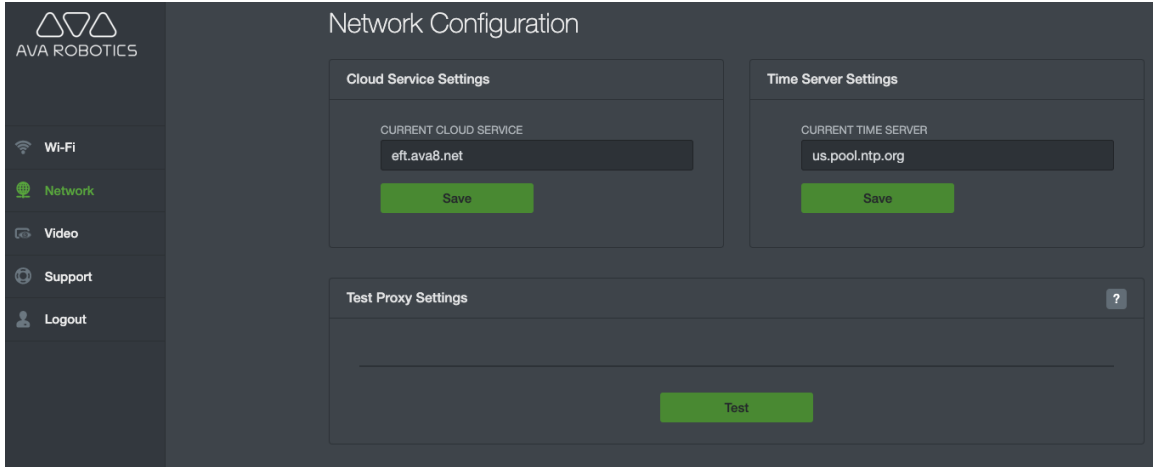 AVA ROBOTICS
Wi-Fi
Network
Video
Support
Logout
Network Configuration
Cloud Service Settings
CURRENT CLOUD SERVICE
eft.ava8.net
Save
Time Server Settings
CURRENT TIME SERVER
us.pool.ntp.org
Save
Test Proxy Settings
?
Test